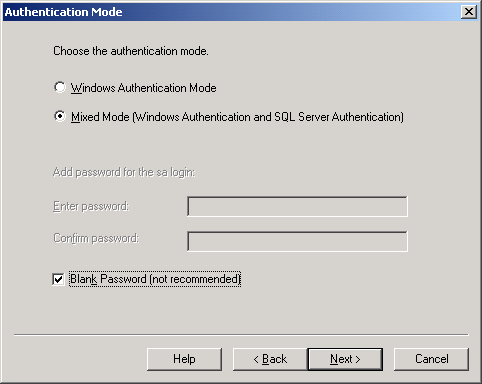 Authentication Mode
Choose the authentication mode.
Windows Authentication Mode
Mixed Mode (Windows Authentication and SQL Server Authentication)
Add password for the sa login:
Enter password:
Confirm password:
Blank Password (not recommended)
Help
< Back
Next >
Cancel